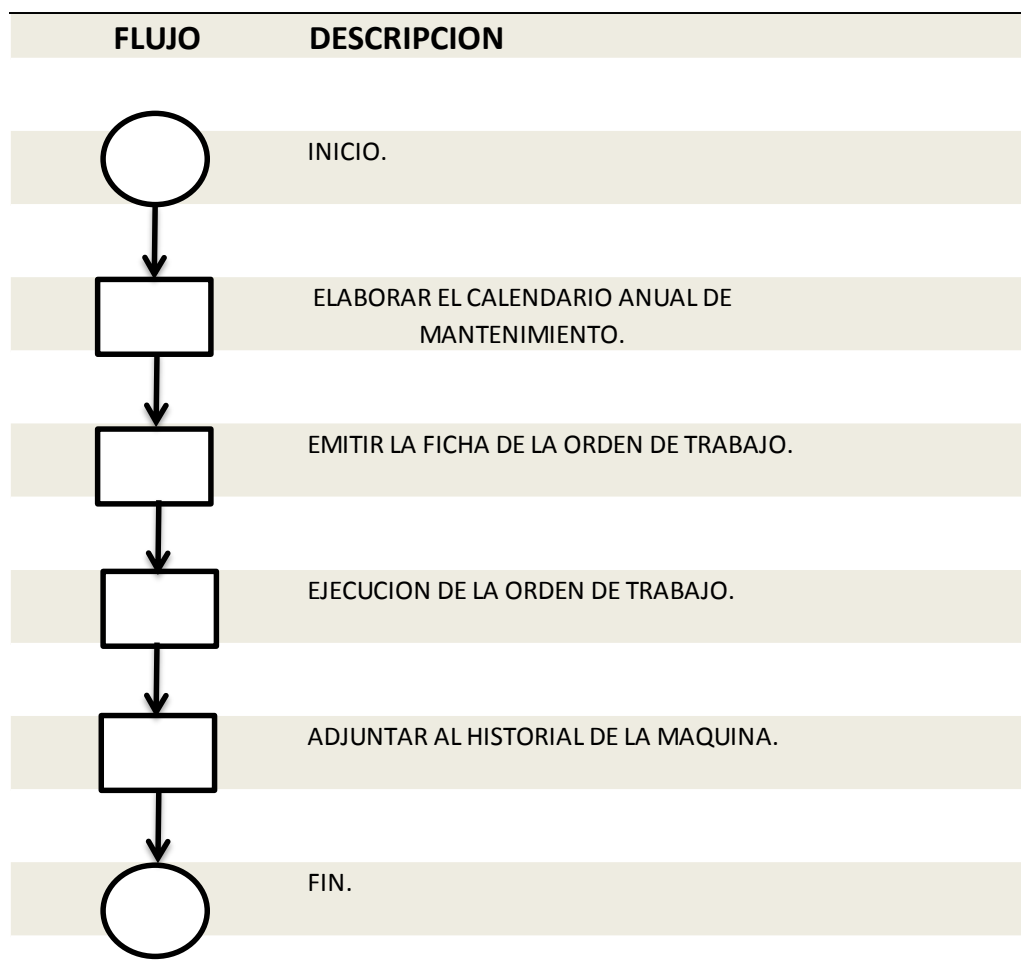 FLUJO DESCRIPCION
INICIO.
ELABORAR EL CALENDARIO ANUAL DE
MANTENIMIENTO.
EMITIR LA FICHA DE LA ORDEN DE TRABAJO.
EJECUCION DE LA ORDEN DE TRABAJO.
ADJUNTAR AL HISTORIAL DE LA MAQUINA.
FIN.